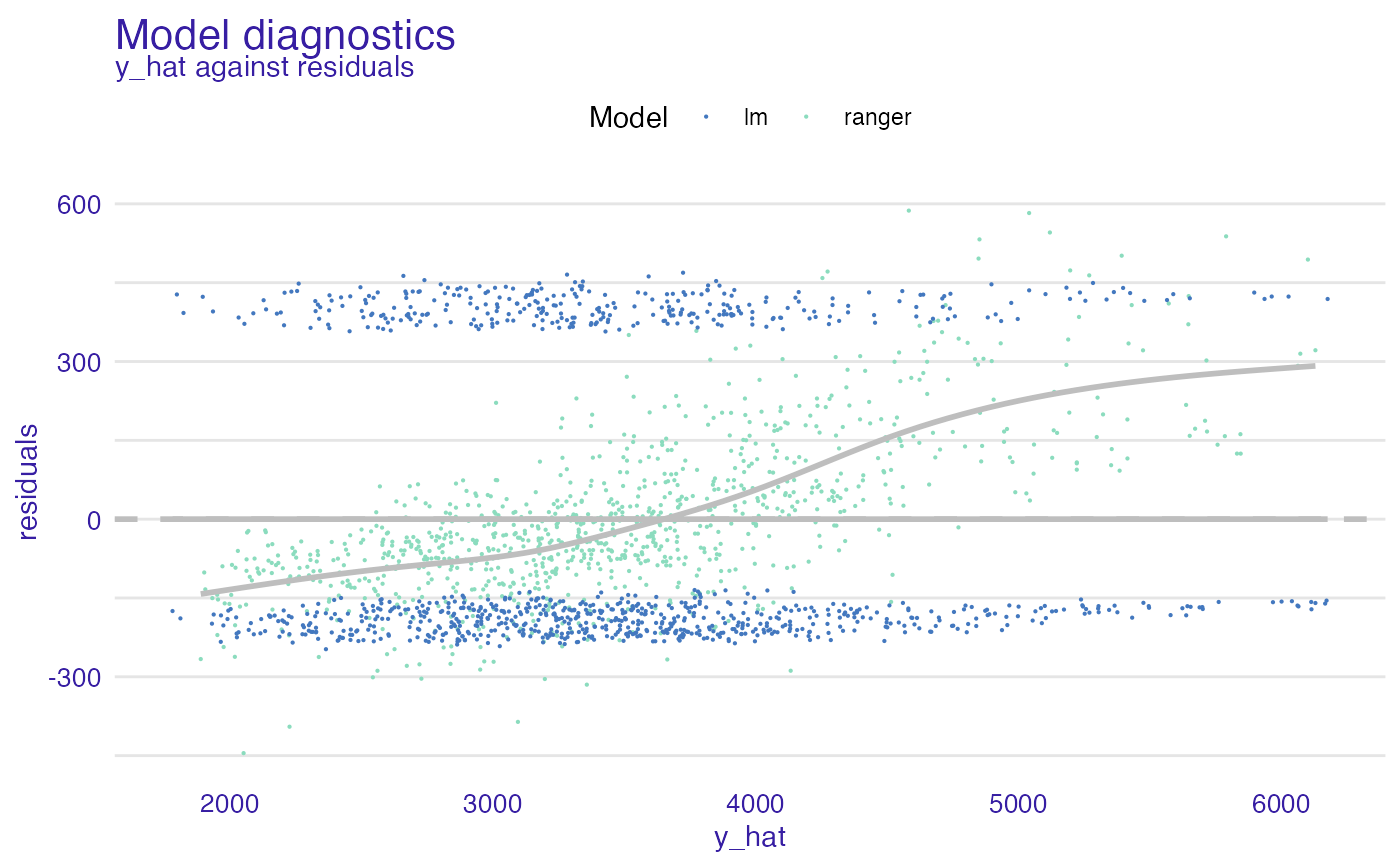 Model diagnostics
y_hat against residuals
Model lm ranger
600
300
0
-300
residuals
2000 3000 4000 5000 6000
y_hat